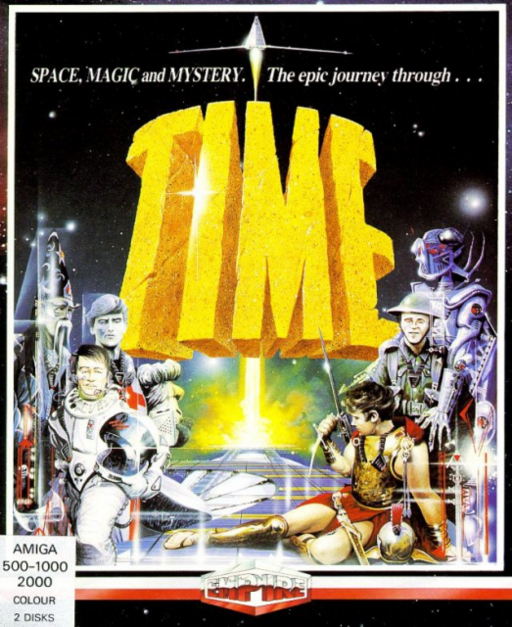 SPACE, MAGIC and MYSTERY. The epic journey through . . .
TIME
AMIGA
500-1000
2000
COLOUR
2 DISKS
EMPIRE